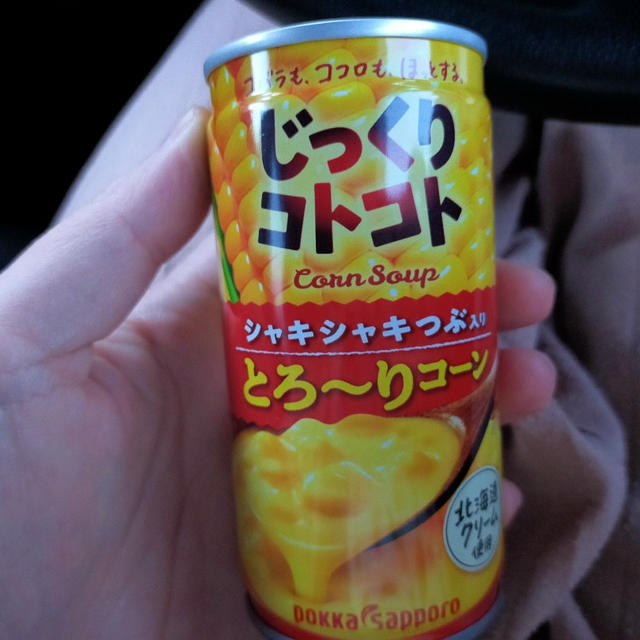 カラダも、ココロも、ほっとする。
じっくり
コトコト
Corn Soup
シャキシャキつぶ入り
とろ〜りコーン
北海道
クリーム
使用
pokka sapporo